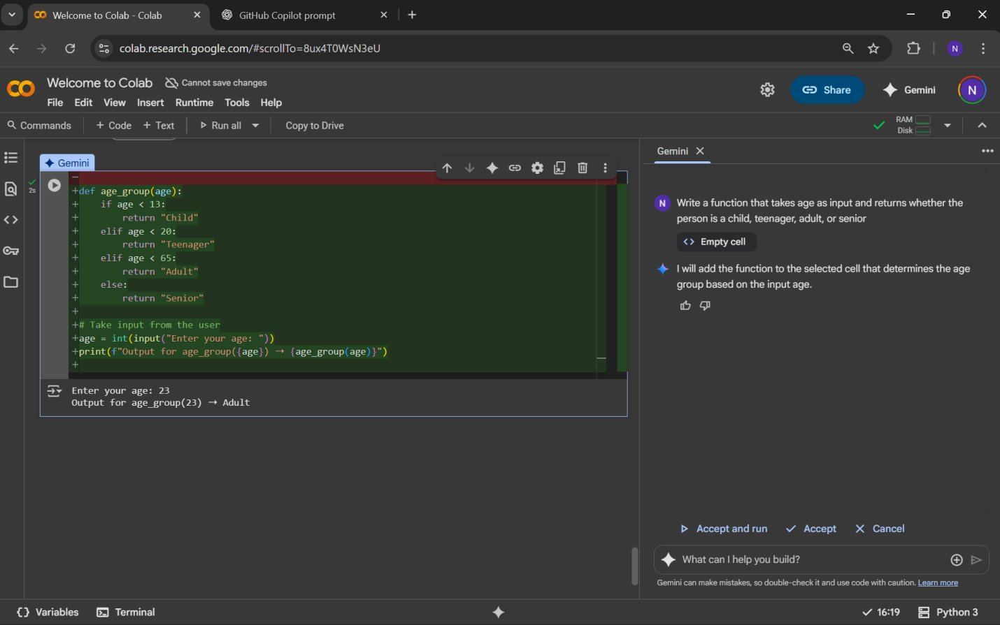 Welcome to Colab - Colab
GitHub Copilot prompt
colab.research.google.com/#scrollTo=8ux4T0WsN3eU
N
Welcome to Colab
Cannot save changes
File Edit View Insert Runtime Tools Help
Share
Gemini
N
Commands
+ Code
+ Text
Run all
Copy to Drive
RAM
Disk
Gemini
2s
-
+def age_group(age):
+    if age < 13:
+        return "Child"
+    elif age < 20:
+        return "Teenager"
+    elif age < 65:
+        return "Adult"
+    else:
+        return "Senior"
+
+# Take input from the user
+age = int(input("Enter your age: "))
+print(f"Output for age_group({age}) → {age_group(age)}")
+
Enter your age: 23
Output for age_group(23) → Adult
Gemini
N
Write a function that takes age as input and returns whether the
person is a child, teenager, adult, or senior
<> Empty cell
I will add the function to the selected cell that determines the age
group based on the input age.
Accept and run
Accept
Cancel
What can I help you build?
Gemini can make mistakes, so double-check it and use code with caution. Learn more
{} Variables
Terminal
16:19
Python 3